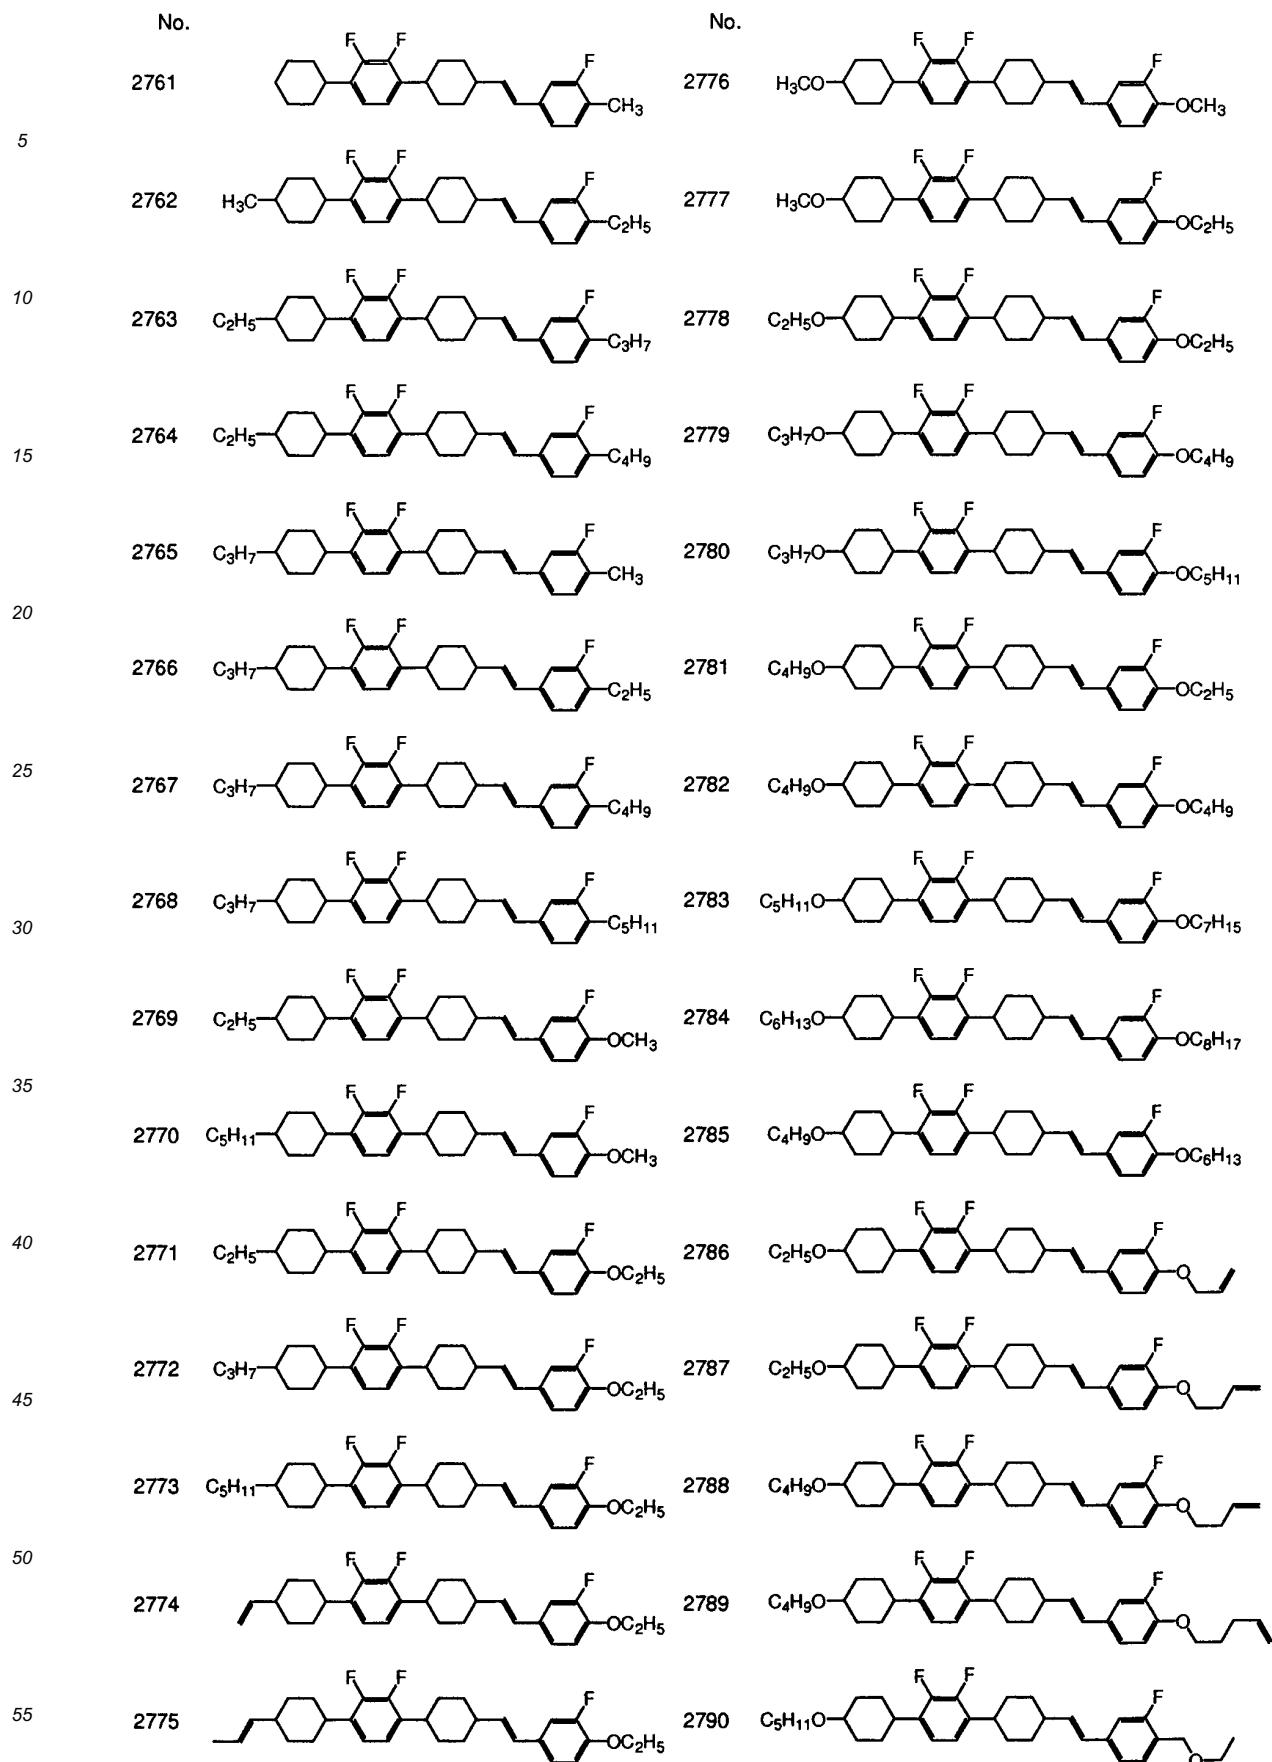 No. No.
F F F F
2761 F 2776 H₃CO F
CH₃ OCH₃
5
F F F F
2762 H₃C F 2777 H₃CO F
C₂H₅ OC₂H₅
F F F F
10
2763 C₂H₅ F 2778 C₂H₅O F
C₃H₇ OC₂H₅
F F F F
2764 C₂H₅ F 2779 C₃H₇O F
15
C₄H₉ OC₄H₉
F F F F
2765 C₃H₇ F 2780 C₃H₇O F
CH₃ OC₅H₁₁
20
F F F F
2766 C₃H₇ F 2781 C₄H₉O F
C₂H₅ OC₂H₅
F F F F
25
2767 C₃H₇ F 2782 C₄H₉O F
C₄H₉ OC₄H₉
F F F F
2768 C₃H₇ F 2783 C₅H₁₁O F
30
C₅H₁₁ OC₇H₁₅
F F F F
2769 C₂H₅ F 2784 C₆H₁₃O F
OCH₃ OC₈H₁₇
35
F F F F
2770 C₅H₁₁ F 2785 C₄H₉O F
OCH₃ OC₆H₁₃
F F F F
40
2771 C₂H₅ F 2786 C₂H₅O F
OC₂H₅ O
F F F F
2772 C₃H₇ F 2787 C₂H₅O F
45
OC₂H₅ O
F F F F
2773 C₅H₁₁ F 2788 C₄H₉O F
OC₂H₅ O
50
F F F F
2774 F 2789 C₄H₉O F
OC₂H₅ O
F F F F
55
2775 F 2790 C₅H₁₁O F
OC₂H₅ O